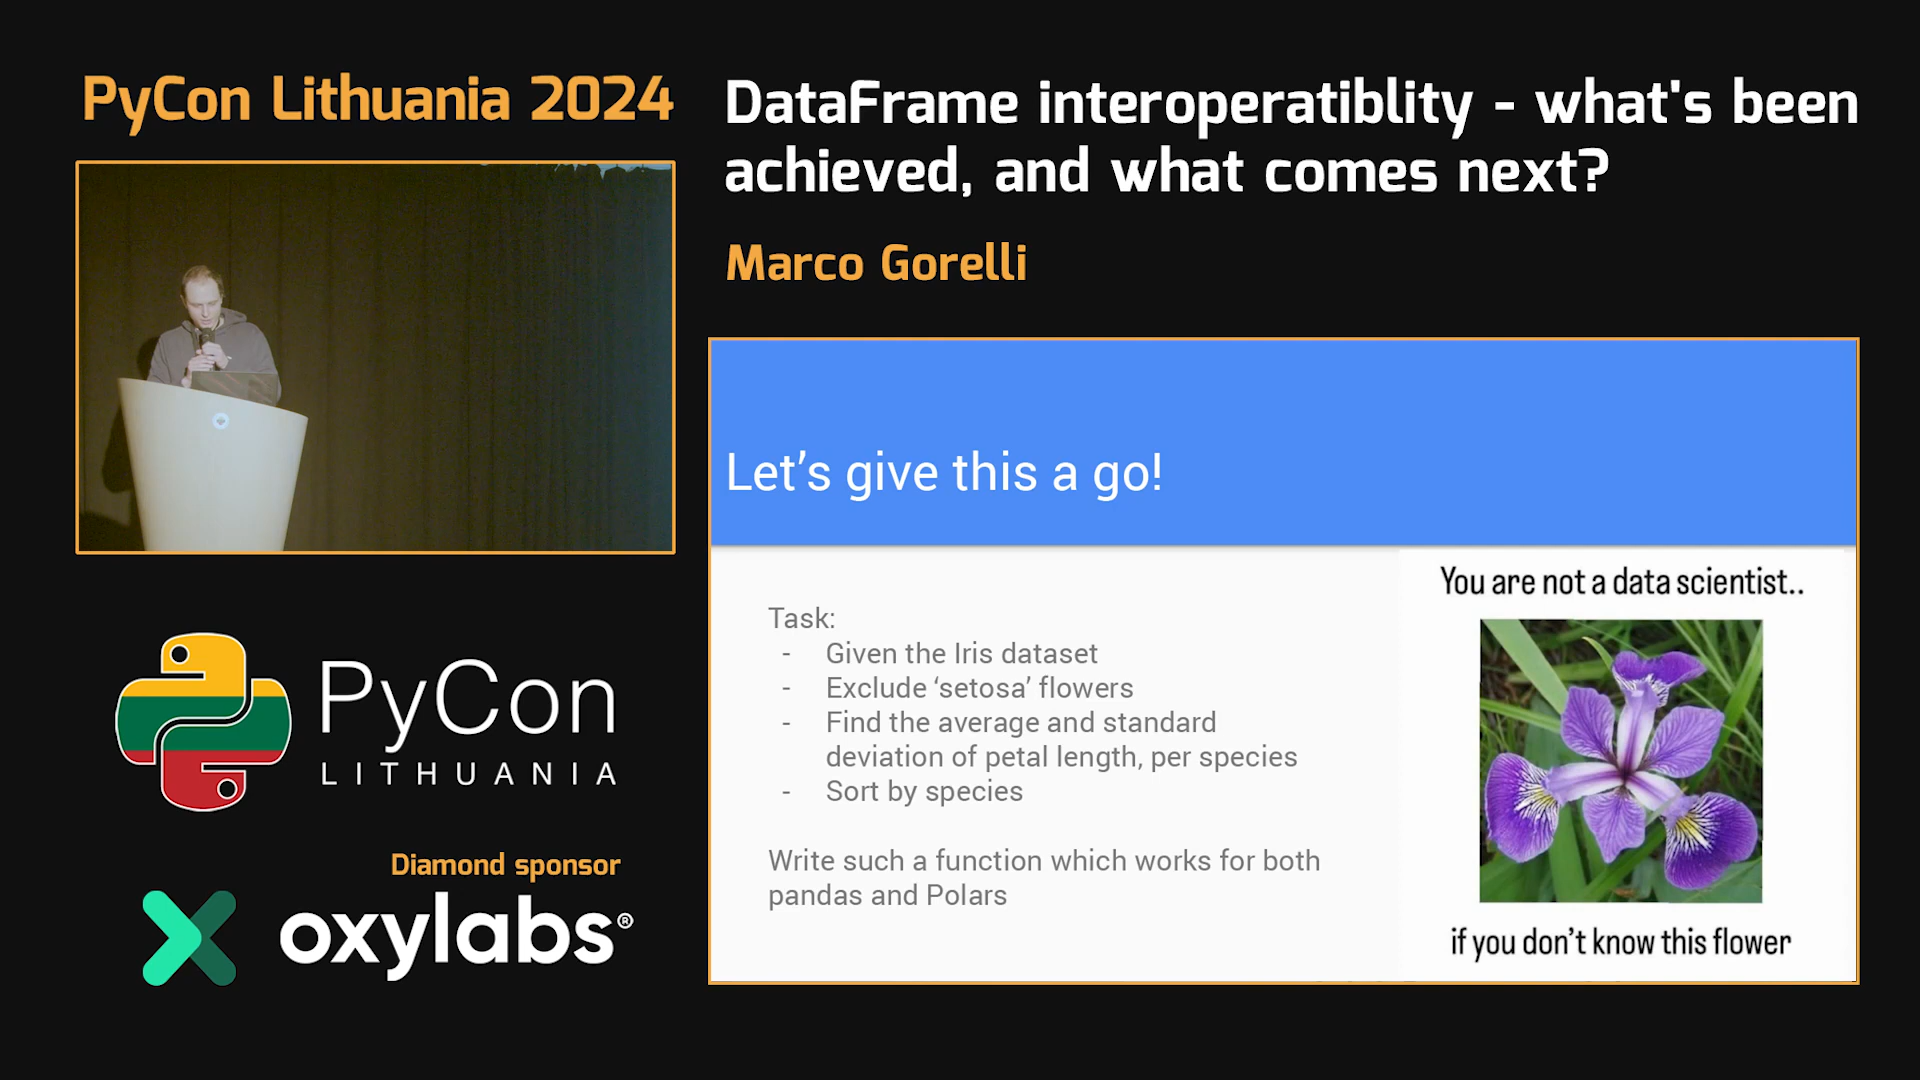 PyCon Lithuania 2024
DataFrame interoperatiblity - what's been
achieved, and what comes next?
Marco Gorelli
Let's give this a go!
Task:
- Given the Iris dataset
- Exclude ‘setosa’ flowers
- Find the average and standard
deviation of petal length, per species
- Sort by species
Write such a function which works for both
pandas and Polars
You are not a data scientist..
if you don't know this flower
PyCon
LITHUANIA
Diamond sponsor
oxylabs®